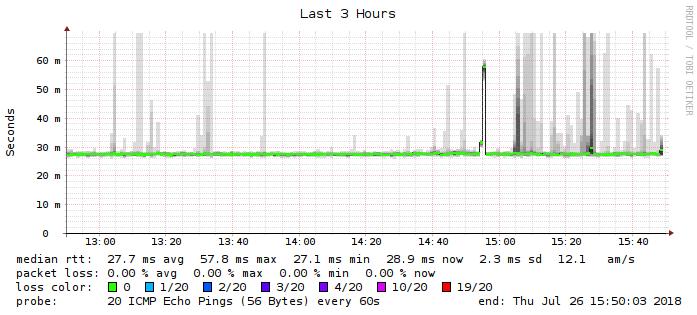 Last 3 Hours
RRDTOOL / TOBI OETIKER
Seconds
60 m
50 m
40 m
30 m
20 m
10 m
0
13:00 13:20 13:40 14:00 14:20 14:40 15:00 15:20 15:40
median rtt: 27.7 ms avg 57.8 ms max 27.1 ms min 28.9 ms now 2.3 ms sd 12.1 am/s
packet loss: 0.00 % avg 0.00 % max 0.00 % min 0.00 % now
loss color: 0 1/20 2/20 3/20 4/20 10/20 19/20
probe: 20 ICMP Echo Pings (56 Bytes) every 60s end: Thu Jul 26 15:50:03 2018